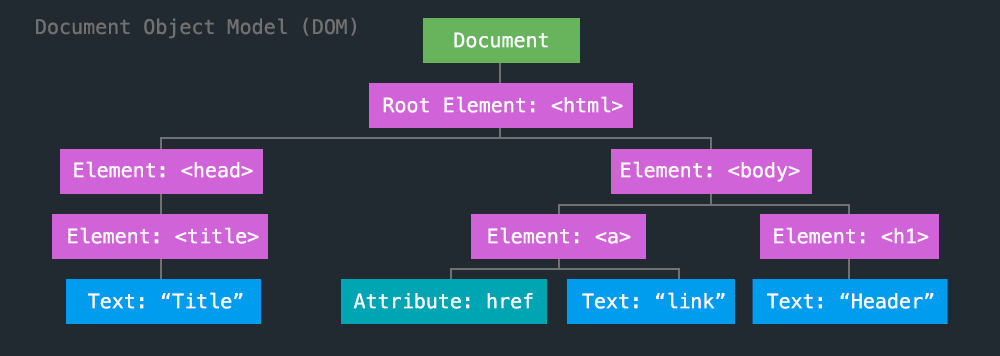 Document Object Model (DOM)
Document
Root Element: <html>
Element: <head>
Element: <body>
Element: <title>
Element: <a>
Element: <h1>
Text: “Title”
Attribute: href
Text: “link”
Text: “Header”